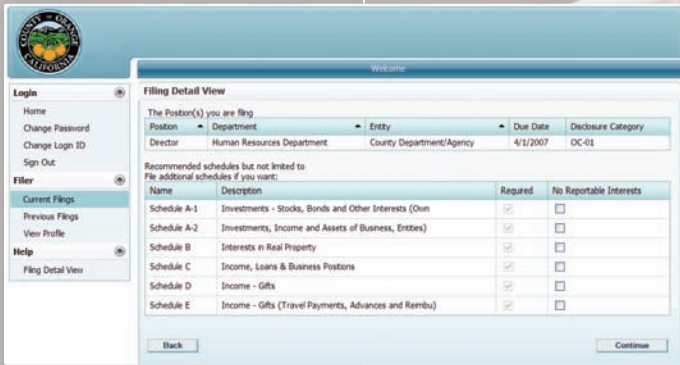 COUNTY OF ORANGE
CALIFORNIA
Welcome
Login
Home
Change Password
Change Login ID
Sign Out
Filer
Current Filings
Previous Filings
View Profile
Help
Filing Detail View
Filing Detail View
The Position(s) you are filing
Position Department Entity Due Date Disclosure Category
Director Human Resources Department County Department/Agency 4/1/2007 OC-01
Recommended schedules but not limited to
File additional schedules if you want:
Name Description Required No Reportable Interests
Schedule A-1 Investments - Stocks, Bonds and Other Interests (Own
Schedule A-2 Investments, Income and Assets of Business, Entities)
Schedule B Interests in Real Property
Schedule C Income, Loans & Business Positions
Schedule D Income - Gifts
Schedule E Income - Gifts (Travel Payments, Advances and Reimbu)
Back Continue